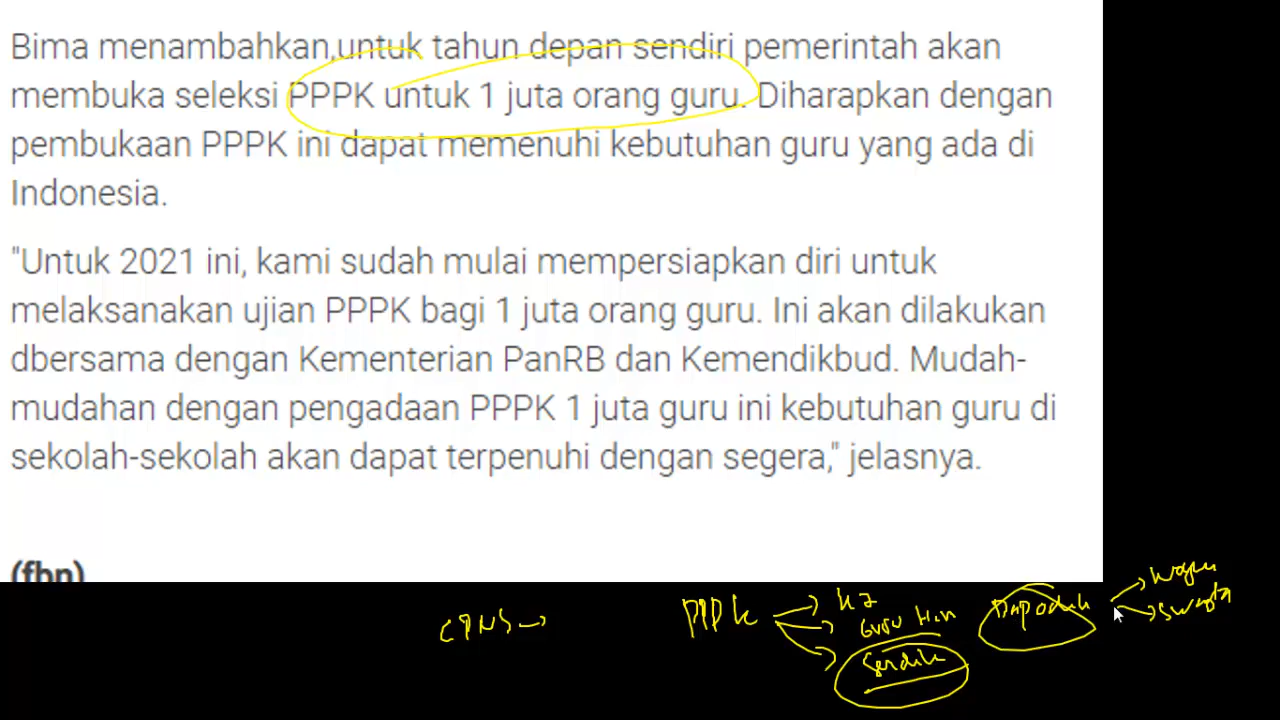 Bima menambahkan,untuk tahun depan sendiri pemerintah akan
membuka seleksi PPPK untuk 1 juta orang guru. Diharapkan dengan
pembukaan PPPK ini dapat memenuhi kebutuhan guru yang ada di
Indonesia.
"Untuk 2021 ini, kami sudah mulai mempersiapkan diri untuk
melaksanakan ujian PPPK bagi 1 juta orang guru. Ini akan dilakukan
dbersama dengan Kementerian PanRB dan Kemendikbud. Mudah-
mudahan dengan pengadaan PPPK 1 juta guru ini kebutuhan guru di
sekolah-sekolah akan dapat terpenuhi dengan segera," jelasnya.
(fbn)
CPNS
PPPK
Guru Hon
Serdik
Dapodik
Swasta